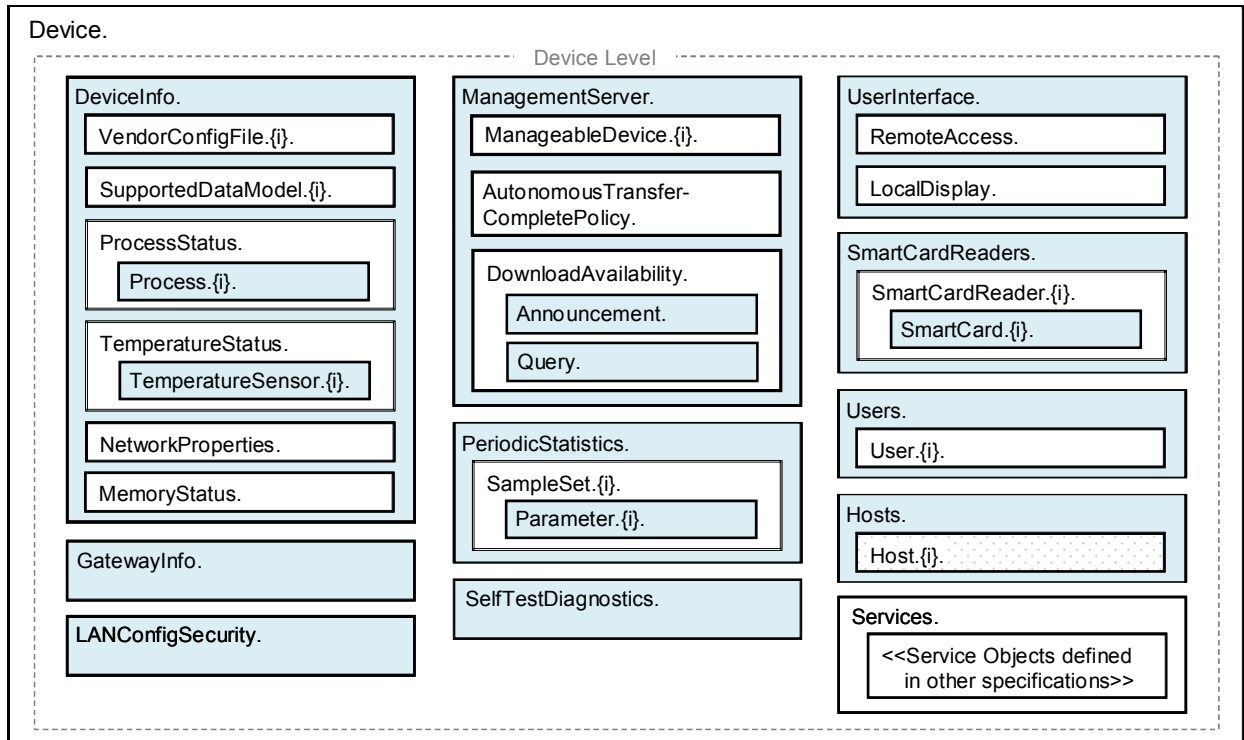 Device.
Device Level
DeviceInfo.
VendorConfigFile.{i}.
SupportedDataModel.{i}.
ProcessStatus.
Process.{i}.
TemperatureStatus.
TemperatureSensor.{i}.
NetworkProperties.
MemoryStatus.
GatewayInfo.
LANConfigSecurity.
ManagementServer.
ManageableDevice.{i}.
AutonomousTransfer-
CompletePolicy.
DownloadAvailability.
Announcement.
Query.
PeriodicStatistics.
SampleSet.{i}.
Parameter.{i}.
SelfTestDiagnostics.
UserInterface.
RemoteAccess.
LocalDisplay.
SmartCardReaders.
SmartCardReader.{i}.
SmartCard.{i}.
Users.
User.{i}.
Hosts.
Host.{i}.
Services.
<<Service Objects defined
in other specifications>>